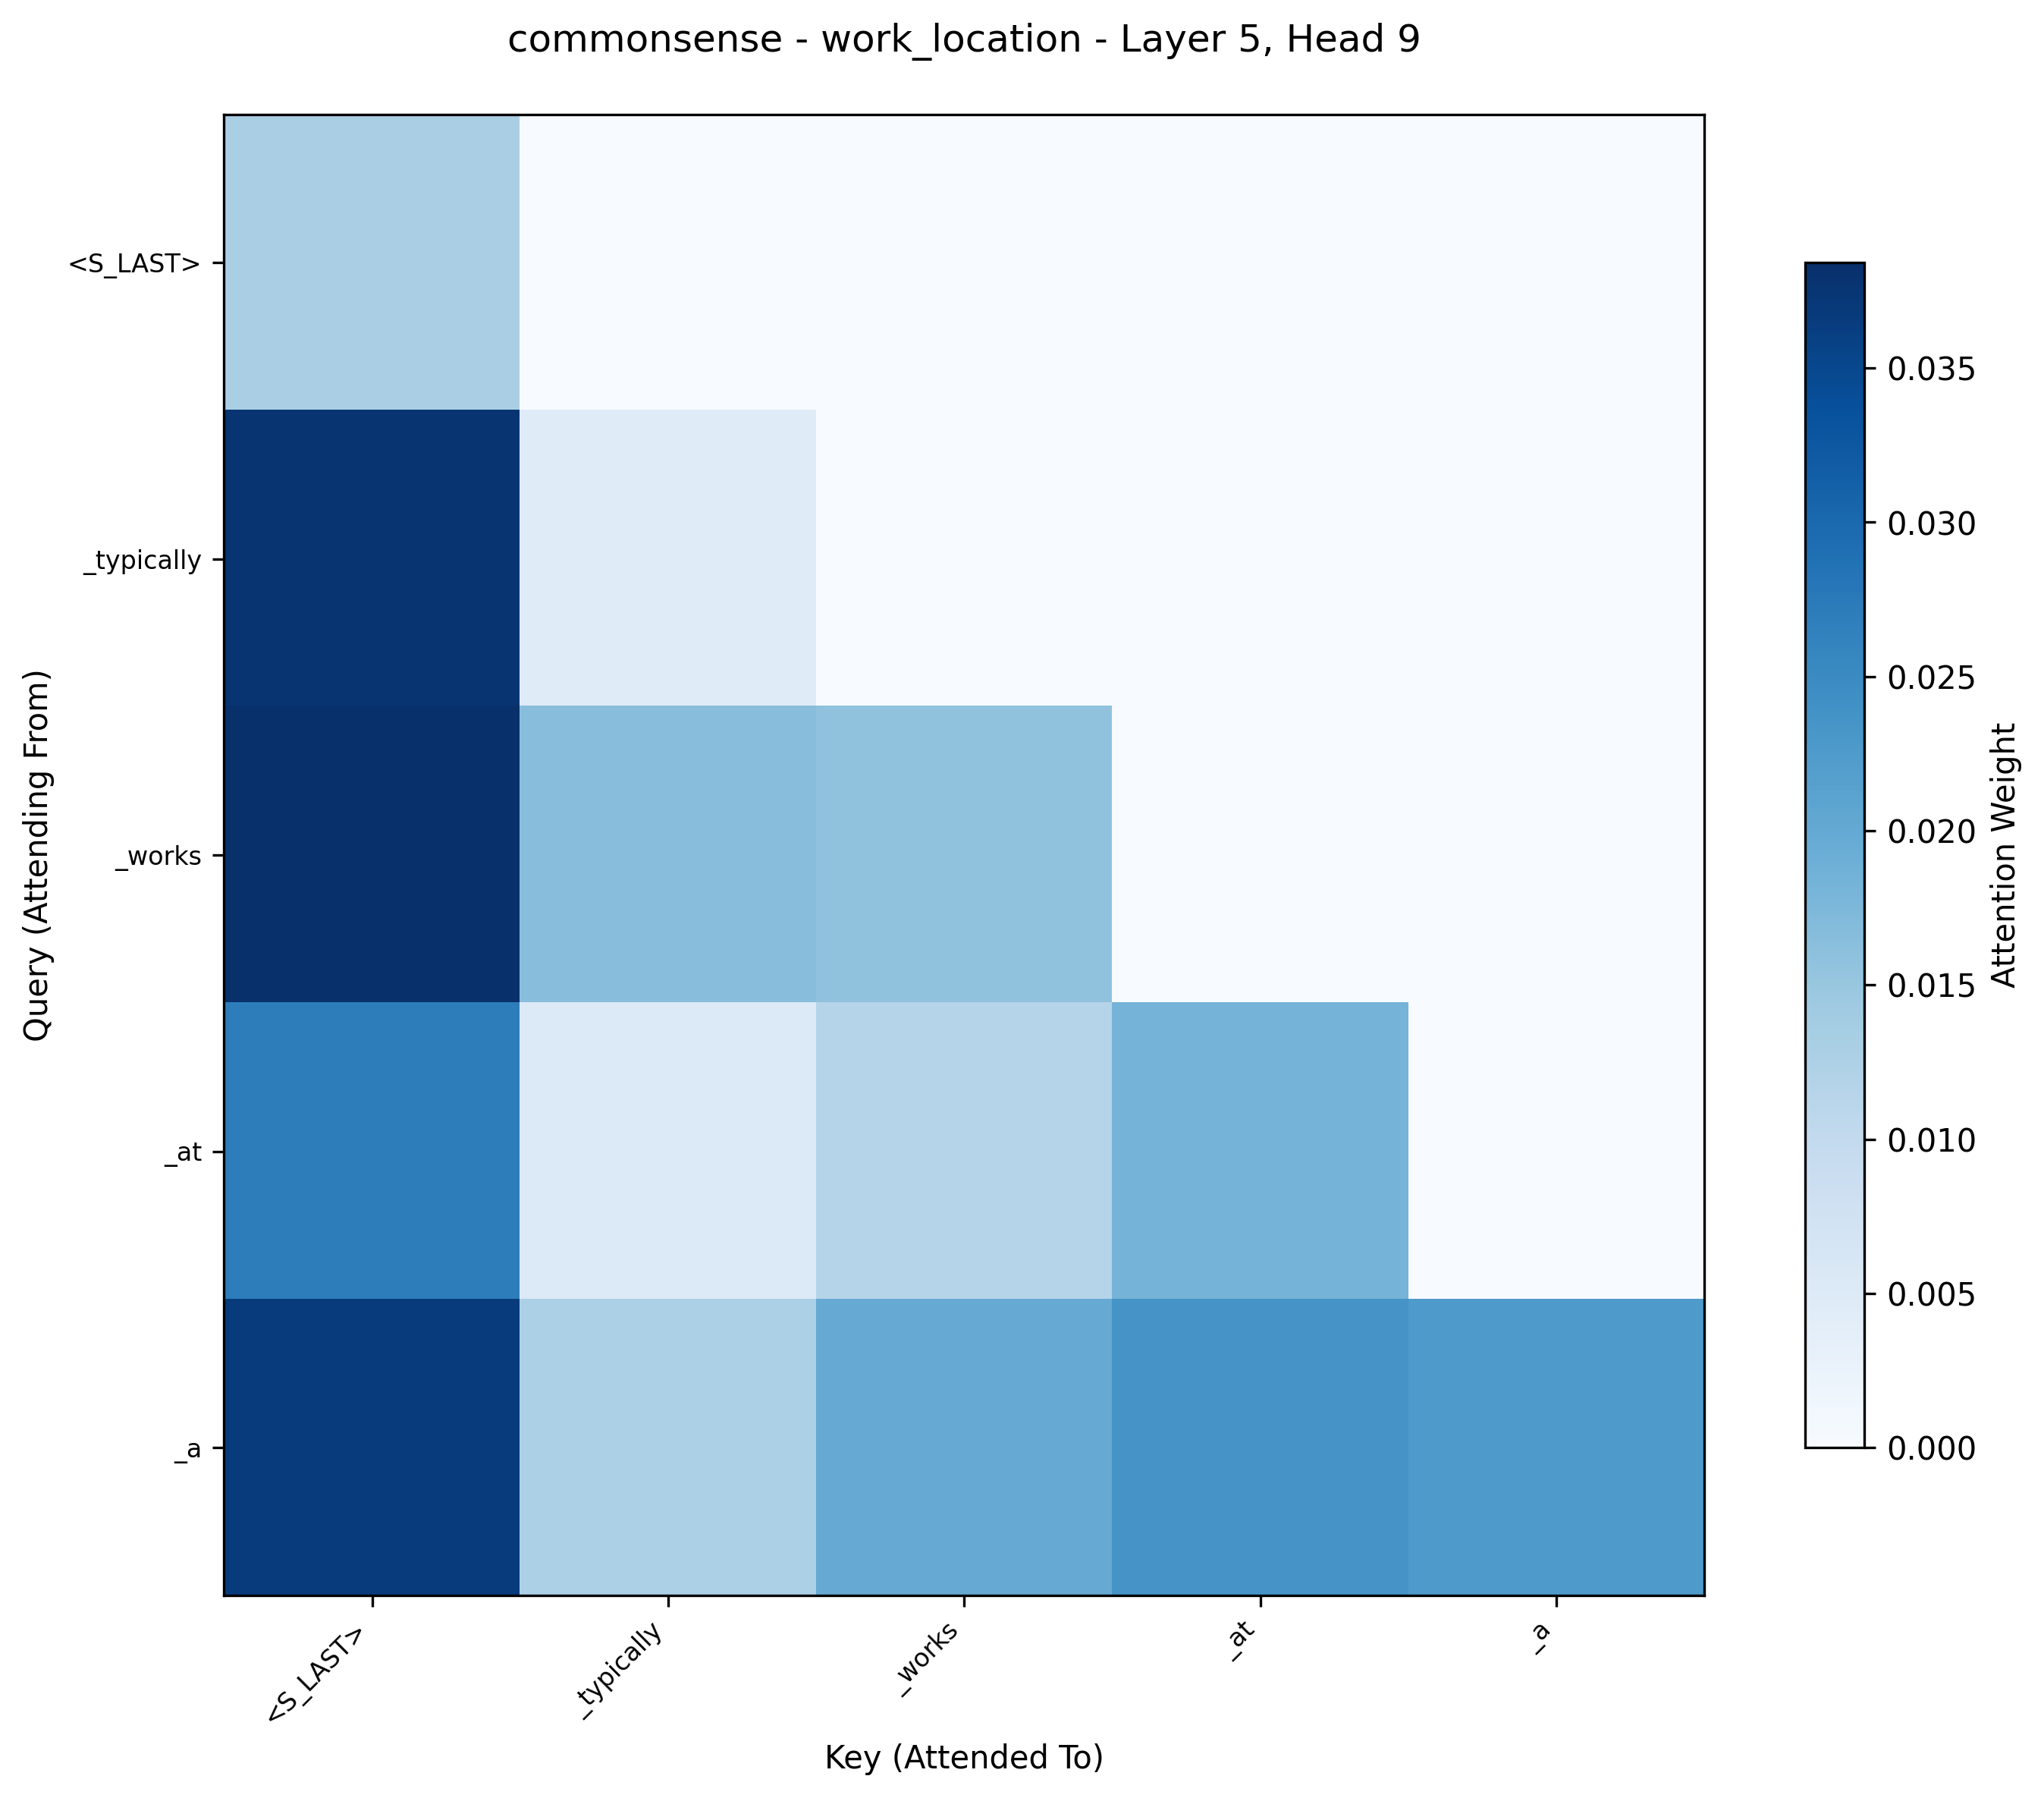 commonsense - work_location - Layer 5, Head 9
Query (Attending From)
<S_LAST>
_typically
_works
_at
_a
<S_LAST>
_typically
_works
_at
_a
Key (Attended To)
0.035
0.030
0.025
0.020
0.015
0.010
0.005
0.000
Attention Weight